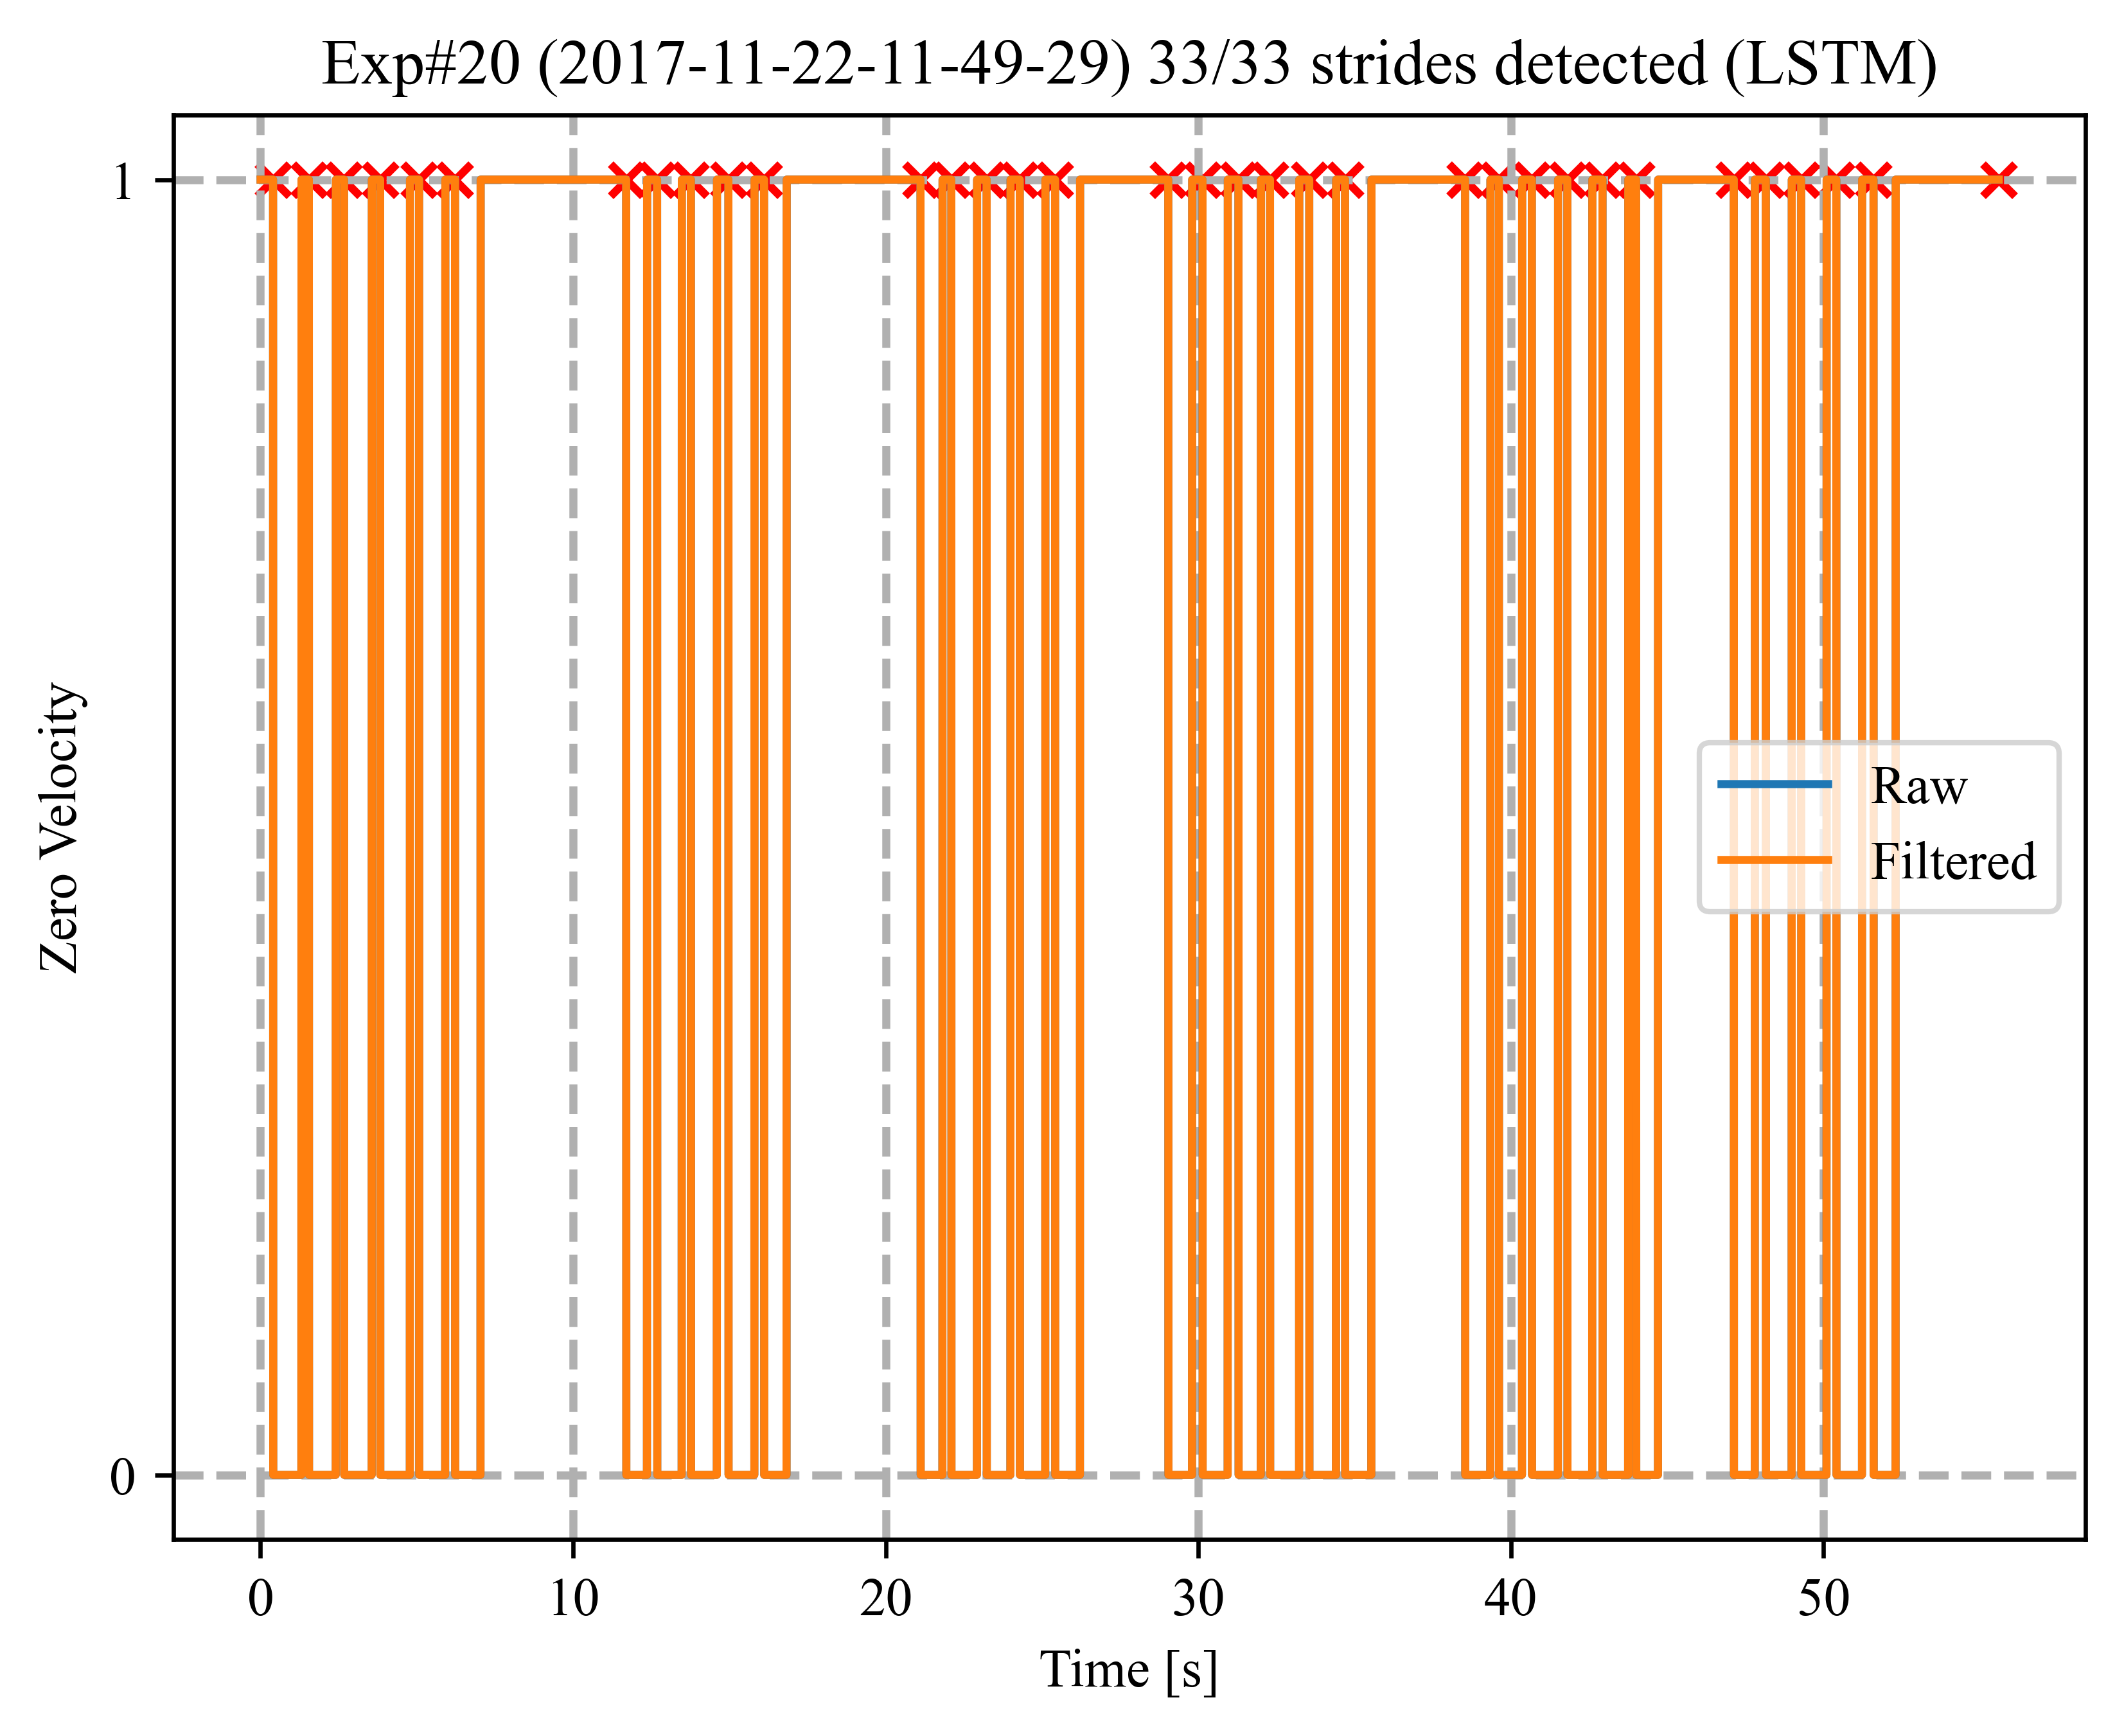 Exp#20 (2017-11-22-11-49-29) 33/33 strides detected (LSTM)
1
Zero Velocity
Raw
Filtered
0
0 10 20 30 40 50
Time [s]